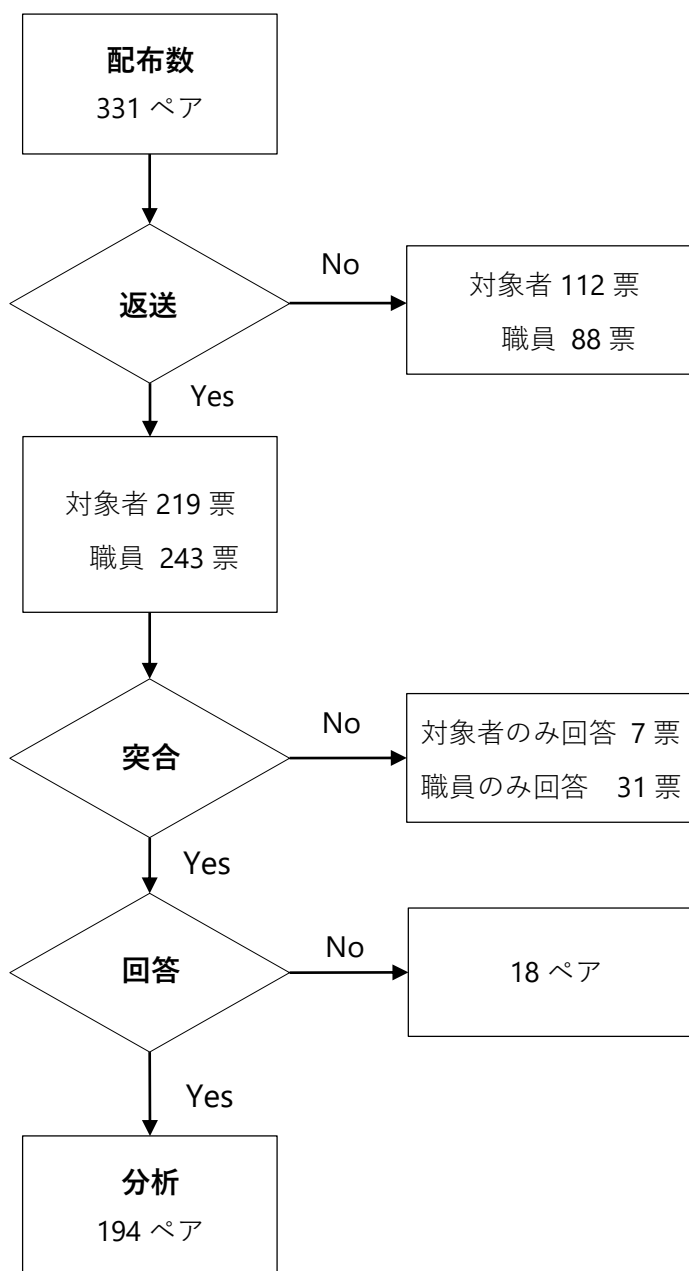 配布数
331 ペア
返送
No
対象者 112 票
職員 88 票
Yes
対象者 219 票
職員 243 票
突合
No
対象者のみ回答 7 票
職員のみ回答 31 票
Yes
回答
No
18 ペア
Yes
分析
194 ペア